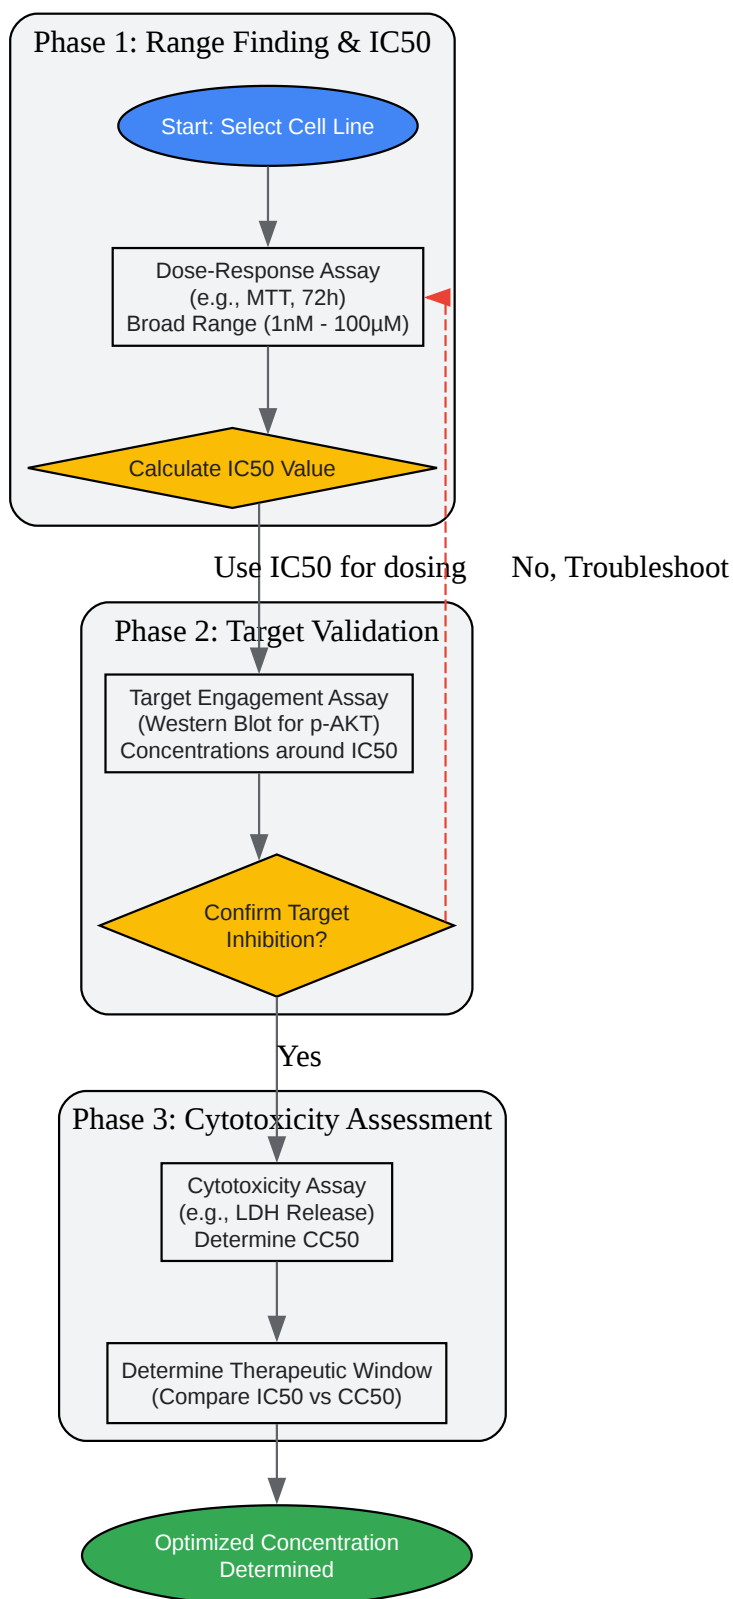 Phase 1: Range Finding & IC50
Start: Select Cell Line
Dose-Response Assay
(e.g., MTT, 72h)
Broad Range (1nM - 100µM)
Calculate IC50 Value
Use IC50 for dosing
No, Troubleshoot
Phase 2: Target Validation
Target Engagement Assay
(Western Blot for p-AKT)
Concentrations around IC50
Confirm Target
Inhibition?
Yes
Phase 3: Cytotoxicity Assessment
Cytotoxicity Assay
(e.g., LDH Release)
Determine CC50
Determine Therapeutic Window
(Compare IC50 vs CC50)
Optimized Concentration
Determined